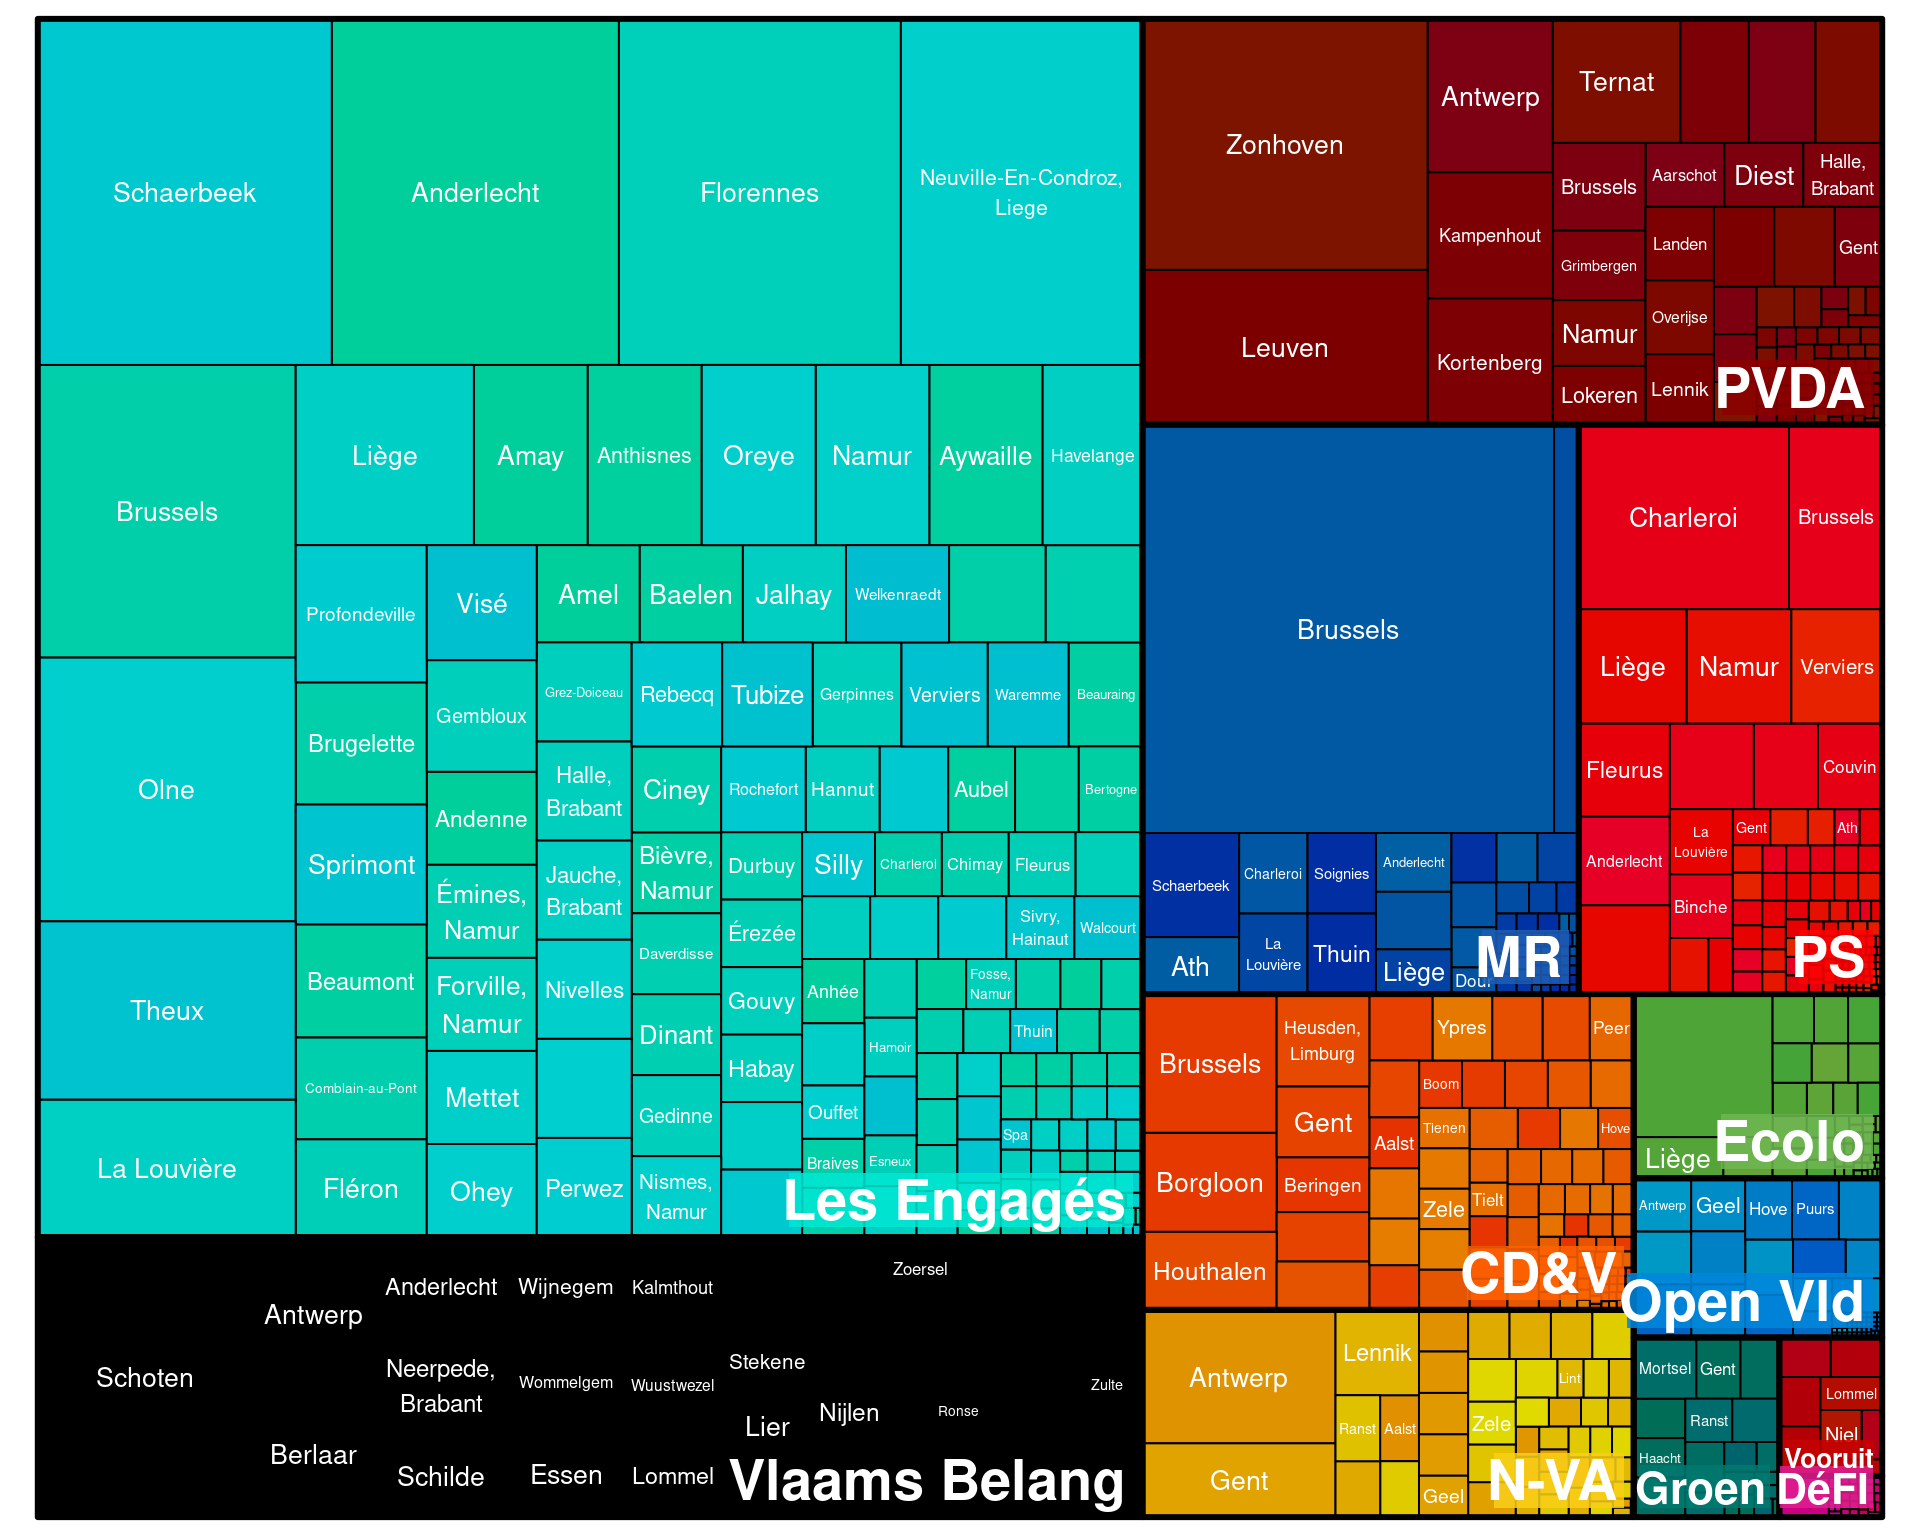 Schaerbeek
Anderlecht
Florennes
Neuville-En-Condroz,
Liege
Brussels
Liège
Amay
Anthisnes
Oreye
Namur
Aywaille
Havelange
Olne
Theux
La Louvière
Profondeville
Visé
Amel
Baelen
Jalhay
Welkenraedt
Brugelette
Gembloux
Grez-Doiceau
Rebecq
Tubize
Gerpinnes
Verviers
Waremme
Beauraing
Sprimont
Andenne
Halle,
Brabant
Ciney
Rochefort
Hannut
Aubel
Bertogne
Émines,
Namur
Jauche,
Brabant
Bièvre,
Namur
Durbuy
Silly
Charleroi
Chimay
Fleurus
Érezée
Sivry,
Hainaut
Walcourt
Beaumont
Forville,
Namur
Nivelles
Daverdisse
Gouvy
Anhée
Fosse,
Namur
Dinant
Thuin
Hamoir
Comblain-au-Pont
Mettet
Habay
Gedinne
Ouffet
Spa
Fléron
Ohey
Perwez
Nismes,
Namur
Braives
Esneux
Les Engagés
Schoten
Antwerp
Berlaar
Anderlecht
Neerpede,
Brabant
Schilde
Wijnegem
Wommelgem
Essen
Kalmthout
Wuustwezel
Lommel
Stekene
Lier
Nijlen
Zoersel
Ronse
Zulte
Vlaams Belang
Zonhoven
Leuven
Antwerp
Kampenhout
Kortenberg
Ternat
Brussels
Grimbergen
Namur
Lokeren
Aarschot
Diest
Halle,
Brabant
Landen
Gent
Overijse
Lennik
PVDA
Brussels
Schaerbeek
Ath
Charleroi
La
Louvière
Soignies
Thuin
Anderlecht
Liège
Dour
MR
Charleroi
Brussels
Liège
Namur
Verviers
Fleurus
Couvin
Anderlecht
La
Louvière
Gent
Ath
Binche
PS
Brussels
Borgloon
Houthalen
Heusden,
Limburg
Gent
Beringen
Ypres
Peer
Boom
Aalst
Tienen
Hove
Zele
Tielt
CD&V
Liège
Ecolo
Antwerp
Geel
Hove
Puurs
Open Vld
Antwerp
Gent
Lennik
Ranst
Aalst
Geel
Lint
Zele
N-VA
Mortsel
Gent
Ranst
Haacht
Groen
Lommel
Niel
Vooruit
DéFI